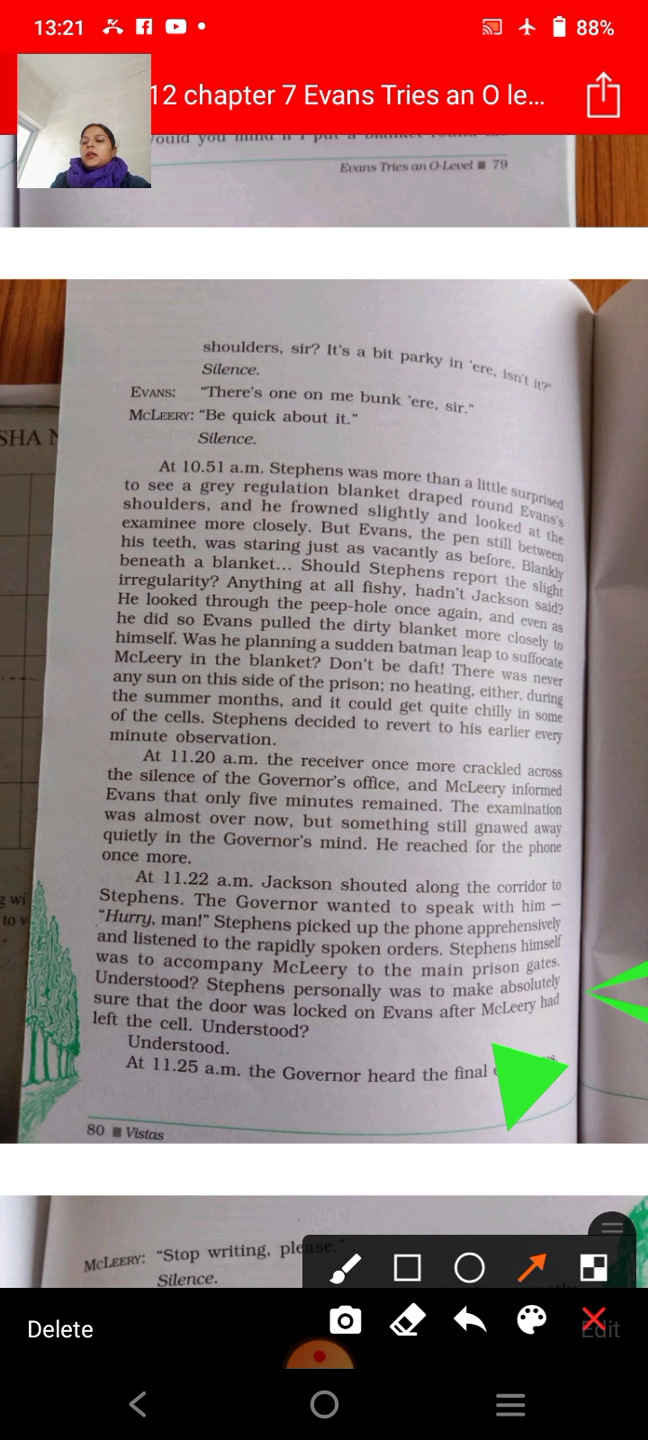 13:21
88%
12 chapter 7 Evans Tries an O le...
ould you mind if I put a blanket round
Evans Tries an O-Level ■ 79
shoulders, sir? It's a bit parky in 'ere, isn't it?"
Silence.
EVANS: "There's one on me bunk 'ere, sir."
MCLEERY: "Be quick about it."
Silence.
SHA N
At 10.51 a.m. Stephens was more than a little surprised
to see a grey regulation blanket draped round Evans's
shoulders, and he frowned slightly and looked at the
examinee more closely. But Evans, the pen still between
his teeth, was staring just as vacantly as before. Blankly
beneath a blanket... Should Stephens report the slight
irregularity? Anything at all fishy, hadn't Jackson said?
He looked through the peep-hole once again, and even as
he did so Evans pulled the dirty blanket more closely to
himself. Was he planning a sudden batman leap to suffocate
McLeery in the blanket? Don't be daft! There was never
any sun on this side of the prison; no heating, either, during
the summer months, and it could get quite chilly in some
of the cells. Stephens decided to revert to his earlier every
minute observation.
At 11.20 a.m. the receiver once more crackled across
the silence of the Governor's office, and McLeery informed
Evans that only five minutes remained. The examination
was almost over now, but something still gnawed away
quietly in the Governor's mind. He reached for the phone
once more.
At 11.22 a.m. Jackson shouted along the corridor to
Stephens. The Governor wanted to speak with him —
"Hurry, man!" Stephens picked up the phone apprehensively
and listened to the rapidly spoken orders. Stephens himself
was to accompany McLeery to the main prison gates.
Understood? Stephens personally was to make absolutely
sure that the door was locked on Evans after McLeery had
left the cell. Understood?
Understood.
At 11.25 a.m. the Governor heard the final
80 ■ Vistas
MCLEERY: "Stop writing, please."
Silence.
Delete
Edit